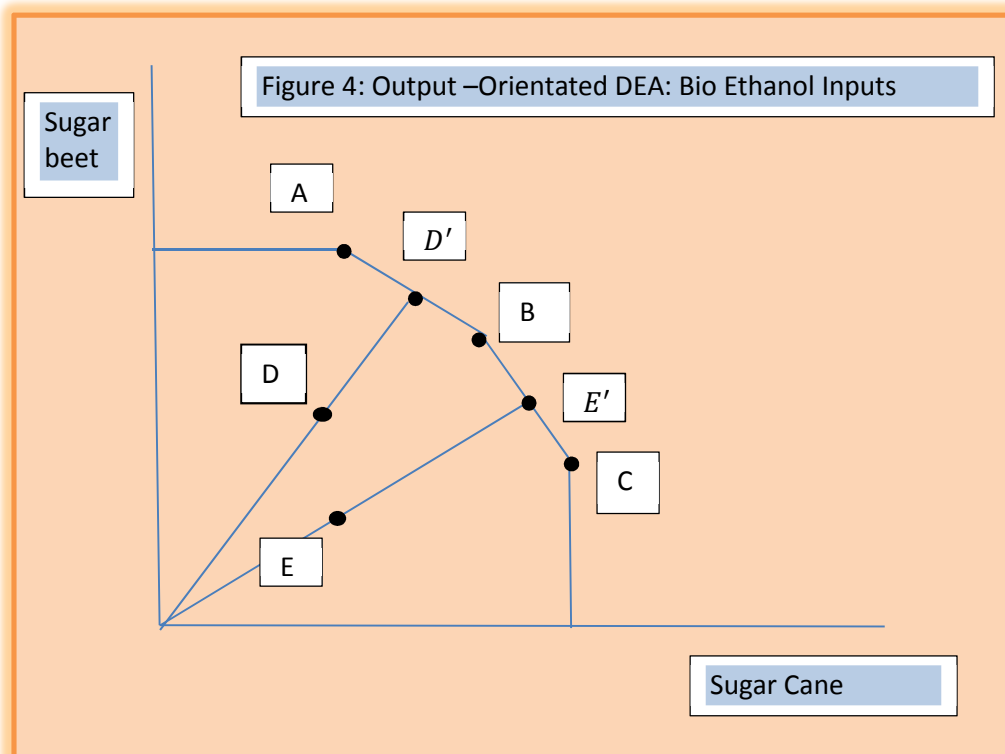 Figure 4: Output –Orientated DEA: Bio Ethanol Inputs
Sugar
beet
A
D′
B
D
E′
C
E
Sugar Cane